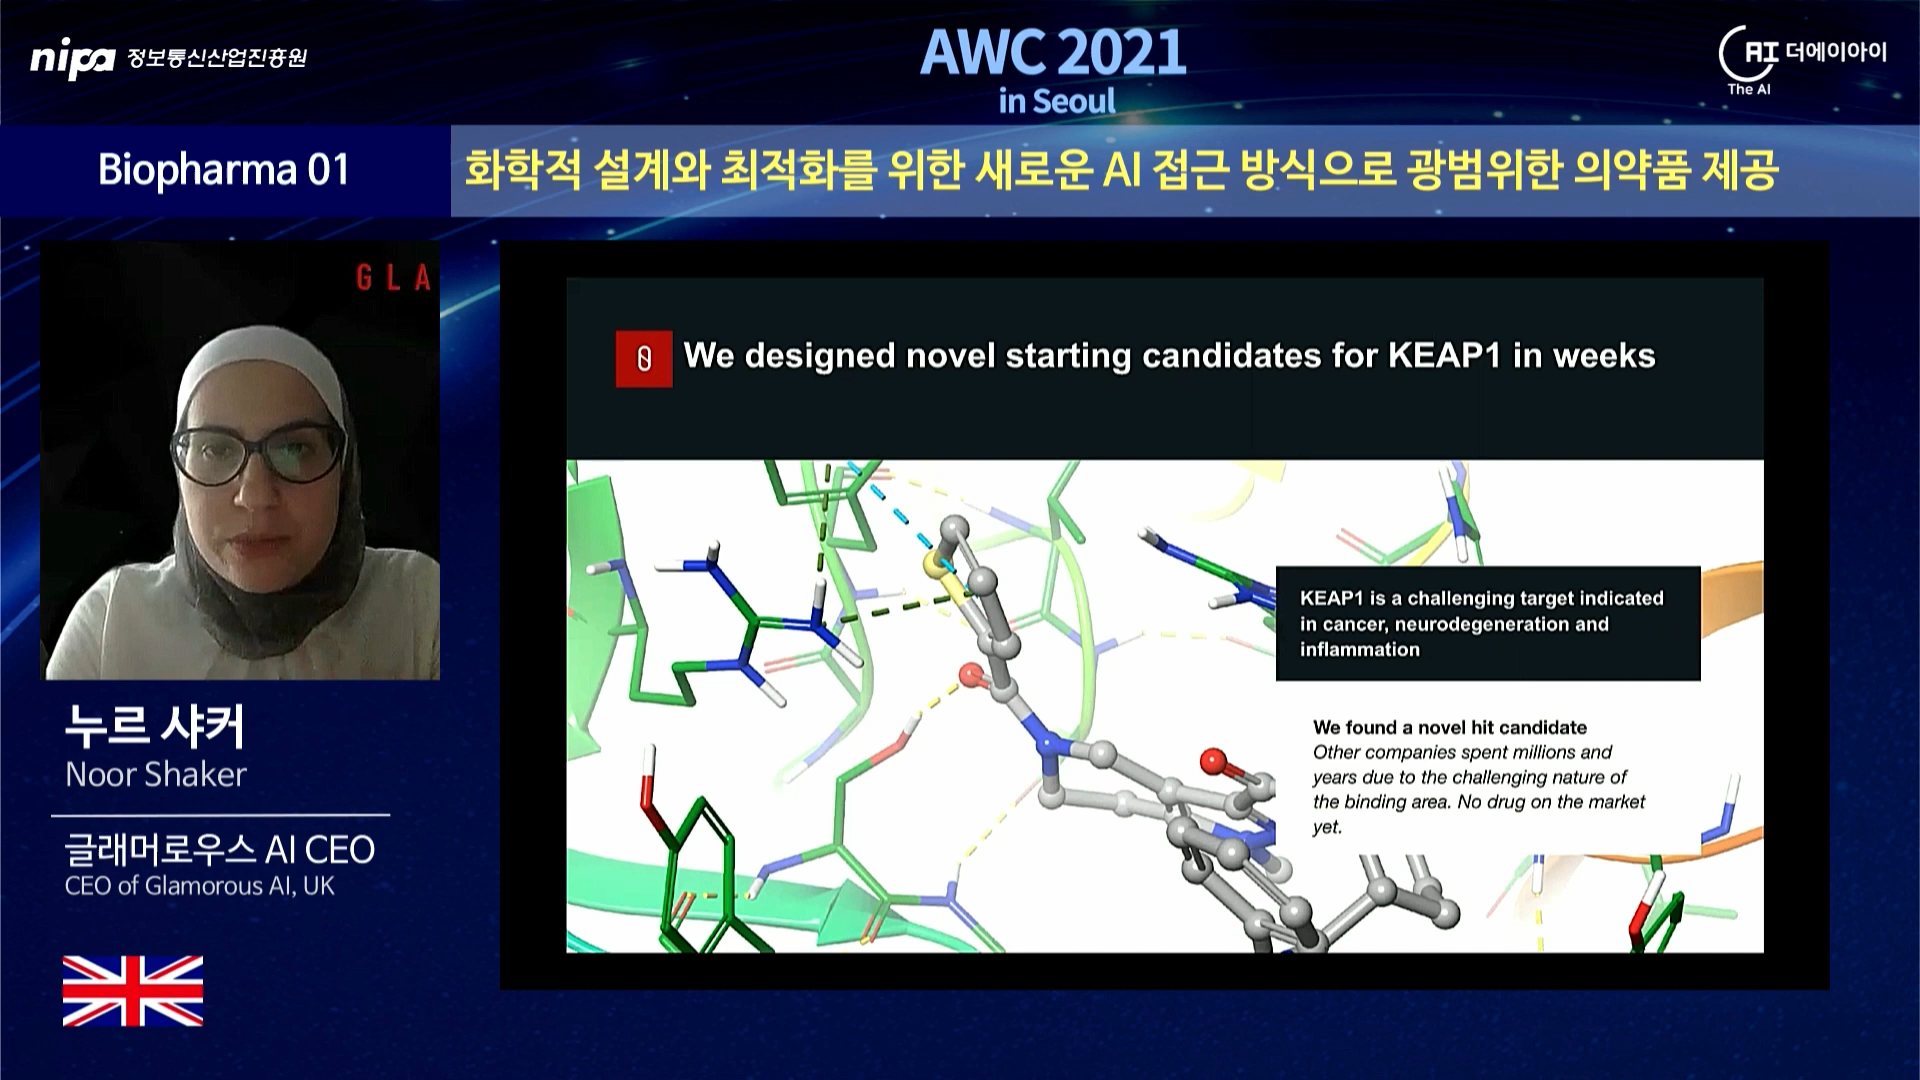 nipa 정보통신산업진흥원
AWC 2021
in Seoul
AI 더에이아이
The AI
Biopharma 01
화학적 설계와 최적화를 위한 새로운 AI 접근 방식으로 광범위한 의약품 제공
G L A
We designed novel starting candidates for KEAP1 in weeks
KEAP1 is a challenging target indicated
in cancer, neurodegeneration and
inflammation
We found a novel hit candidate
Other companies spent millions and
years due to the challenging nature of
the binding area. No drug on the market
yet.
누르 샤커
Noor Shaker
글래머로우스 AI CEO
CEO of Glamorous AI, UK